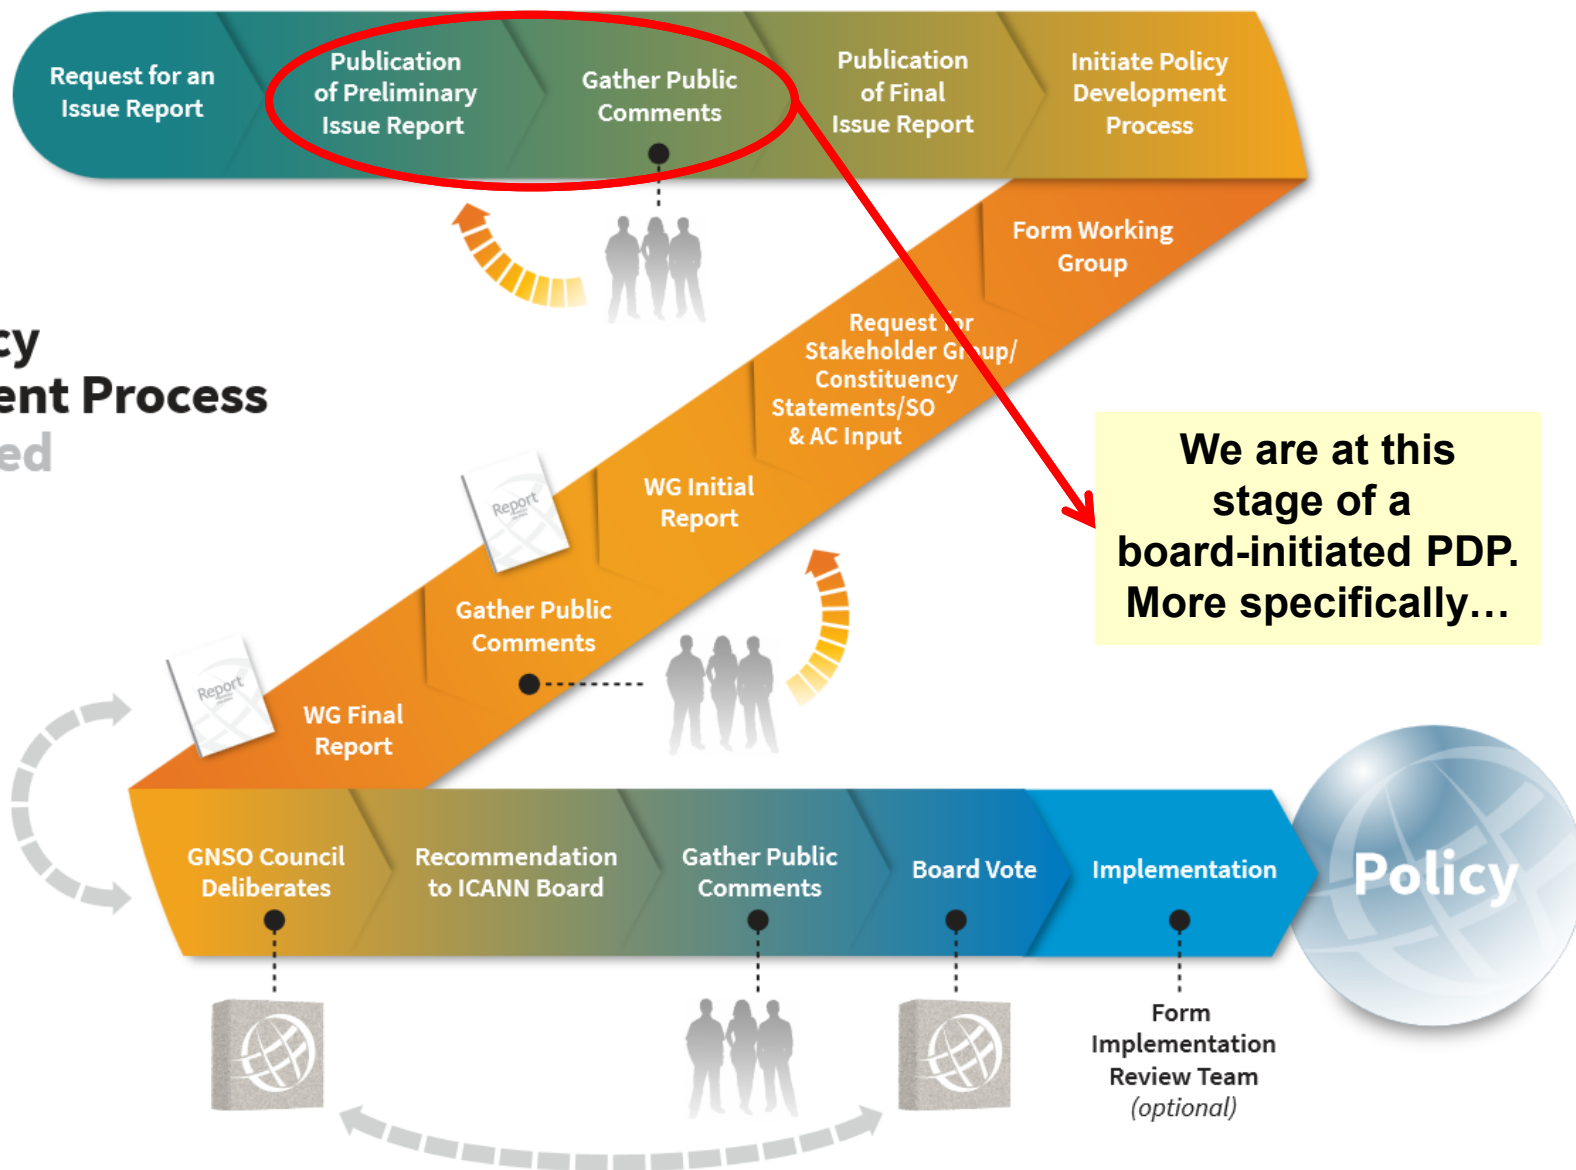 Request for an
Issue Report
Publication
of Preliminary
Issue Report
Gather Public
Comments
Publication
of Final
Issue Report
Initiate Policy
Development
Process
Form Working
Group
Request for
Stakeholder Group/
Constituency
Statements/SO
& AC Input
cy
ent Process
ed
We are at this
stage of a
board-initiated PDP.
More specifically…
Report
WG Initial
Report
Gather Public
Comments
Report
WG Final
Report
GNSO Council
Deliberates
Recommendation
to ICANN Board
Gather Public
Comments
Board Vote
Implementation
Policy
Form
Implementation
Review Team
(optional)